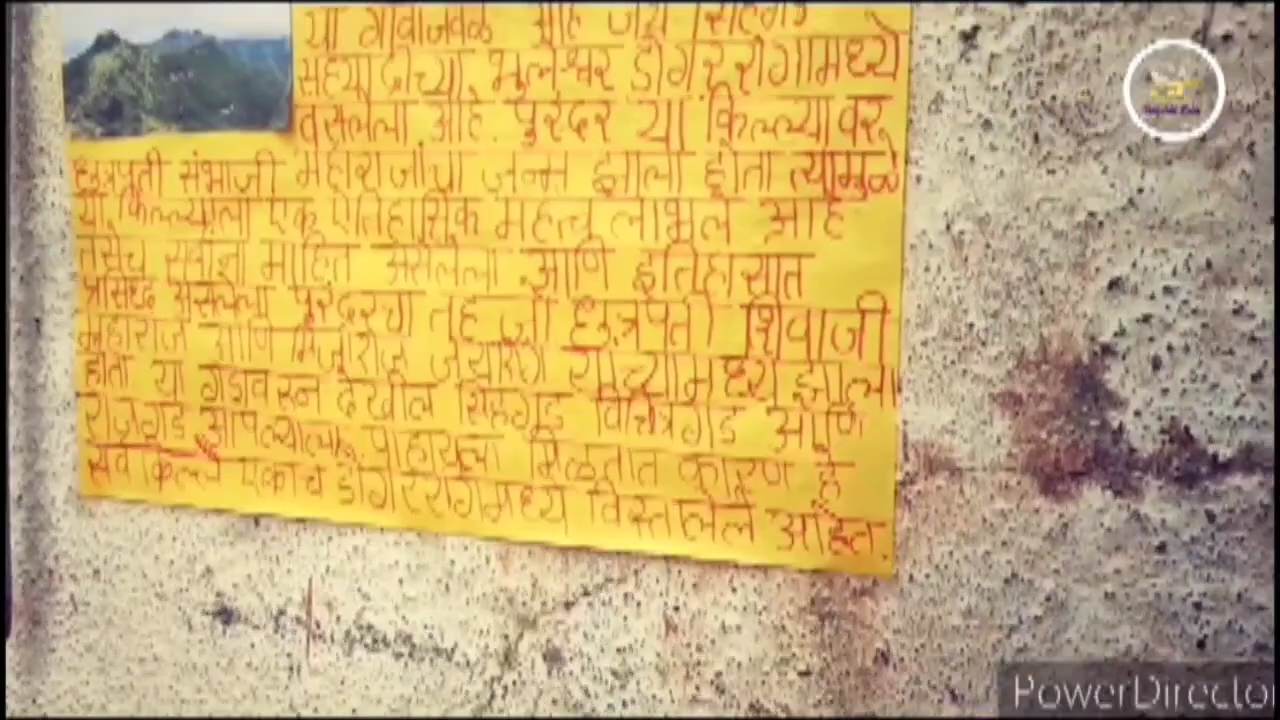 या गावाजवळ आहे जसे सिंहगड
सह्याद्रीच्या भुलेश्वर डोंगररांगामध्ये
वसलेला आहे. पुरंदर या किल्ल्यावर
छत्रपती संभाजी महाराजांचा जन्म झाला होता त्यामुळे
या किल्ल्याला एक ऐतिहासिक महत्त्व लाभले आहे
तसेच सर्वांना माहित असलेला आणि इतिहासात
प्रसिध्द असलेला पुरंदरचा तह जो छत्रपती शिवाजी
महाराज आणि मिर्जाराजे जयसिंग यांच्यामध्ये झाला
होता या गडावरून देखील सिंहगड विचित्रगड आणि
राजगड आपल्याला पाहायला मिळतात कारण हे
सर्व किल्ले एकाच डोंगररांगेमध्ये विस्तालेले आहेत.
PowerDirector